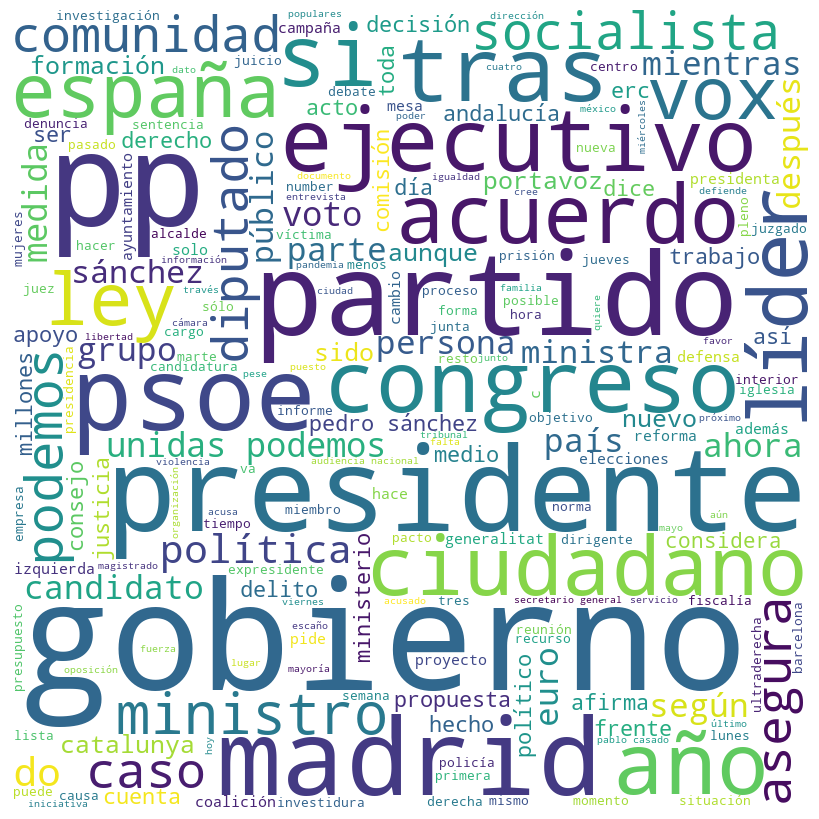 investigación
populares
dirección
comunidad
campaña
decisión
socialista
si
tras
formación
juicio
toda
dato
debate
cuatro
centro
mientras
españa
acto
mesa
erc
vox
después
denuncia
sentencia
andalucía
poder
méxico
miércoles
ser
pasado
derecho
pp
ejecutivo
number
documento
comisión
nueva
medida
público
voto
día
portavoz
igualdad
presidenta
entrevista
dice
cree
defiende
acuerdo
pleno
juzgado
mujeres
ayuntamiento
alcalde
hacer
solo
víctima
diputado
parte
aunque
prisión
jueves
trabajo
líder
información
sánchez
pandemia
menos
ley
juez
través
ciudad
cambio
proceso
familia
posible
partido
sólo
forma
hora
quiere
cámara
libertad
cargo
junta
favor
apoyo
grupo
marte
candidatura
sido
persona
ministra
defensa
así
millones
presidencia
pese
puesto
resto
junto
interior
iglesia
podemos
psoe
congreso
informe
c
objetivo
nuevo
próximo
además
pedro sánchez
país
reforma
ahora
unidas podemos
tribunal
falta
medio
elecciones
empresa
consejo
justicia
violencia
audiencia nacional
va
hace
organización
presidente
acusa
miembro
norma
mayo
aún
tiempo
pacto
generalitat
dirigente
considera
izquierda
magistrado
política
ministerio
expresidente
ciudadano
candidato
delito
viernes
acusado
tres
secretario general
servicio
fiscalía
asegura
presupuesto
escaño
pide
reunión
recurso
ultraderecha
barcelona
gobierno
oposición
fuerza
lugar
mayoría
proyecto
político
euro
ministro
semana
propuesta
afirma
según
lista
hoy
hecho
frente
último
lunes
catalunya
pablo casado
do
caso
madrid
policía
primera
año
puede
causa
cuenta
iniciativa
coalición
investidura
derecha
mismo
momento
situación